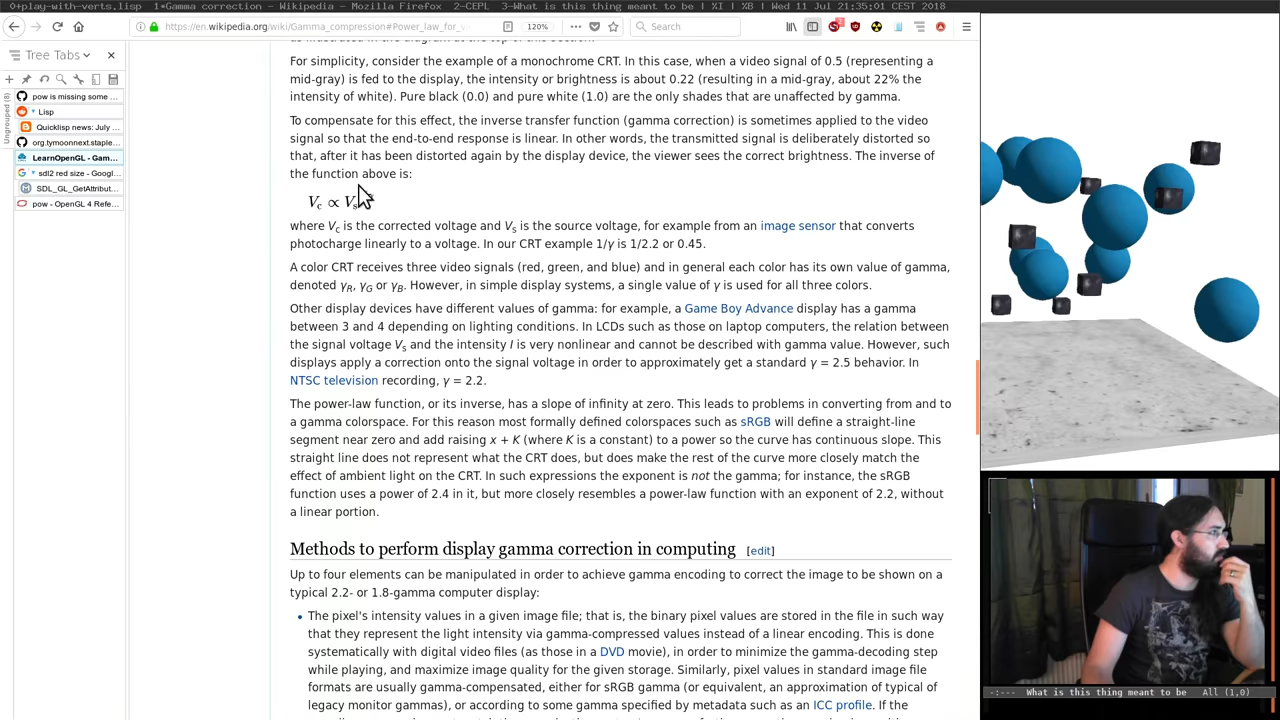 0+play-with-verts.lisp  1*Gamma correction - Wikipedia - Mozilla Firefox  2-CEPL  3-What is this thing meant to be | %I | %B | Wed 11 Jul 21:35:01 CEST 2018
https://en.wikipedia.org/wiki/Gamma_compression#Power_law_for_v
120%
Search
Tree Tabs
Ungrouped (8)
pow is missing some ...
Lisp
Quicklisp news: July ...
org.tymoonnext.staple...
LearnOpenGL - Gam...
sdl2 red size - Googl...
SDL_GL_GetAttribut...
pow - OpenGL 4 Refe...
For simplicity, consider the example of a monochrome CRT. In this case, when a video signal of 0.5 (representing a
mid-gray) is fed to the display, the intensity or brightness is about 0.22 (resulting in a mid-gray, about 22% the
intensity of white). Pure black (0.0) and pure white (1.0) are the only shades that are unaffected by gamma.
To compensate for this effect, the inverse transfer function (gamma correction) is sometimes applied to the video
signal so that the end-to-end response is linear. In other words, the transmitted signal is deliberately distorted so
that, after it has been distorted again by the display device, the viewer sees the correct brightness. The inverse of
the function above is:
Vc ∝ Vs
where Vc is the corrected voltage and Vs is the source voltage, for example from an image sensor that converts
photocharge linearly to a voltage. In our CRT example 1/γ is 1/2.2 or 0.45.
A color CRT receives three video signals (red, green, and blue) and in general each color has its own value of gamma,
denoted γR, γG or γB. However, in simple display systems, a single value of γ is used for all three colors.
Other display devices have different values of gamma: for example, a Game Boy Advance display has a gamma
between 3 and 4 depending on lighting conditions. In LCDs such as those on laptop computers, the relation between
the signal voltage Vs and the intensity I is very nonlinear and cannot be described with gamma value. However, such
displays apply a correction onto the signal voltage in order to approximately get a standard γ = 2.5 behavior. In
NTSC television recording, γ = 2.2.
The power-law function, or its inverse, has a slope of infinity at zero. This leads to problems in converting from and to
a gamma colorspace. For this reason most formally defined colorspaces such as sRGB will define a straight-line
segment near zero and add raising x + K (where K is a constant) to a power so the curve has continuous slope. This
straight line does not represent what the CRT does, but does make the rest of the curve more closely match the
effect of ambient light on the CRT. In such expressions the exponent is not the gamma; for instance, the sRGB
function uses a power of 2.4 in it, but more closely resembles a power-law function with an exponent of 2.2, without
a linear portion.
Methods to perform display gamma correction in computing [edit]
Up to four elements can be manipulated in order to achieve gamma encoding to correct the image to be shown on a
typical 2.2- or 1.8-gamma computer display:
• The pixel's intensity values in a given image file; that is, the binary pixel values are stored in the file in such way
that they represent the light intensity via gamma-compressed values instead of a linear encoding. This is done
systematically with digital video files (as those in a DVD movie), in order to minimize the gamma-decoding step
while playing, and maximize image quality for the given storage. Similarly, pixel values in standard image file
formats are usually gamma-compensated, either for sRGB gamma (or equivalent, an approximation of typical of
legacy monitor gammas), or according to some gamma specified by metadata such as an ICC profile. If the
-:---  What is this thing meant to be   All (1,0)